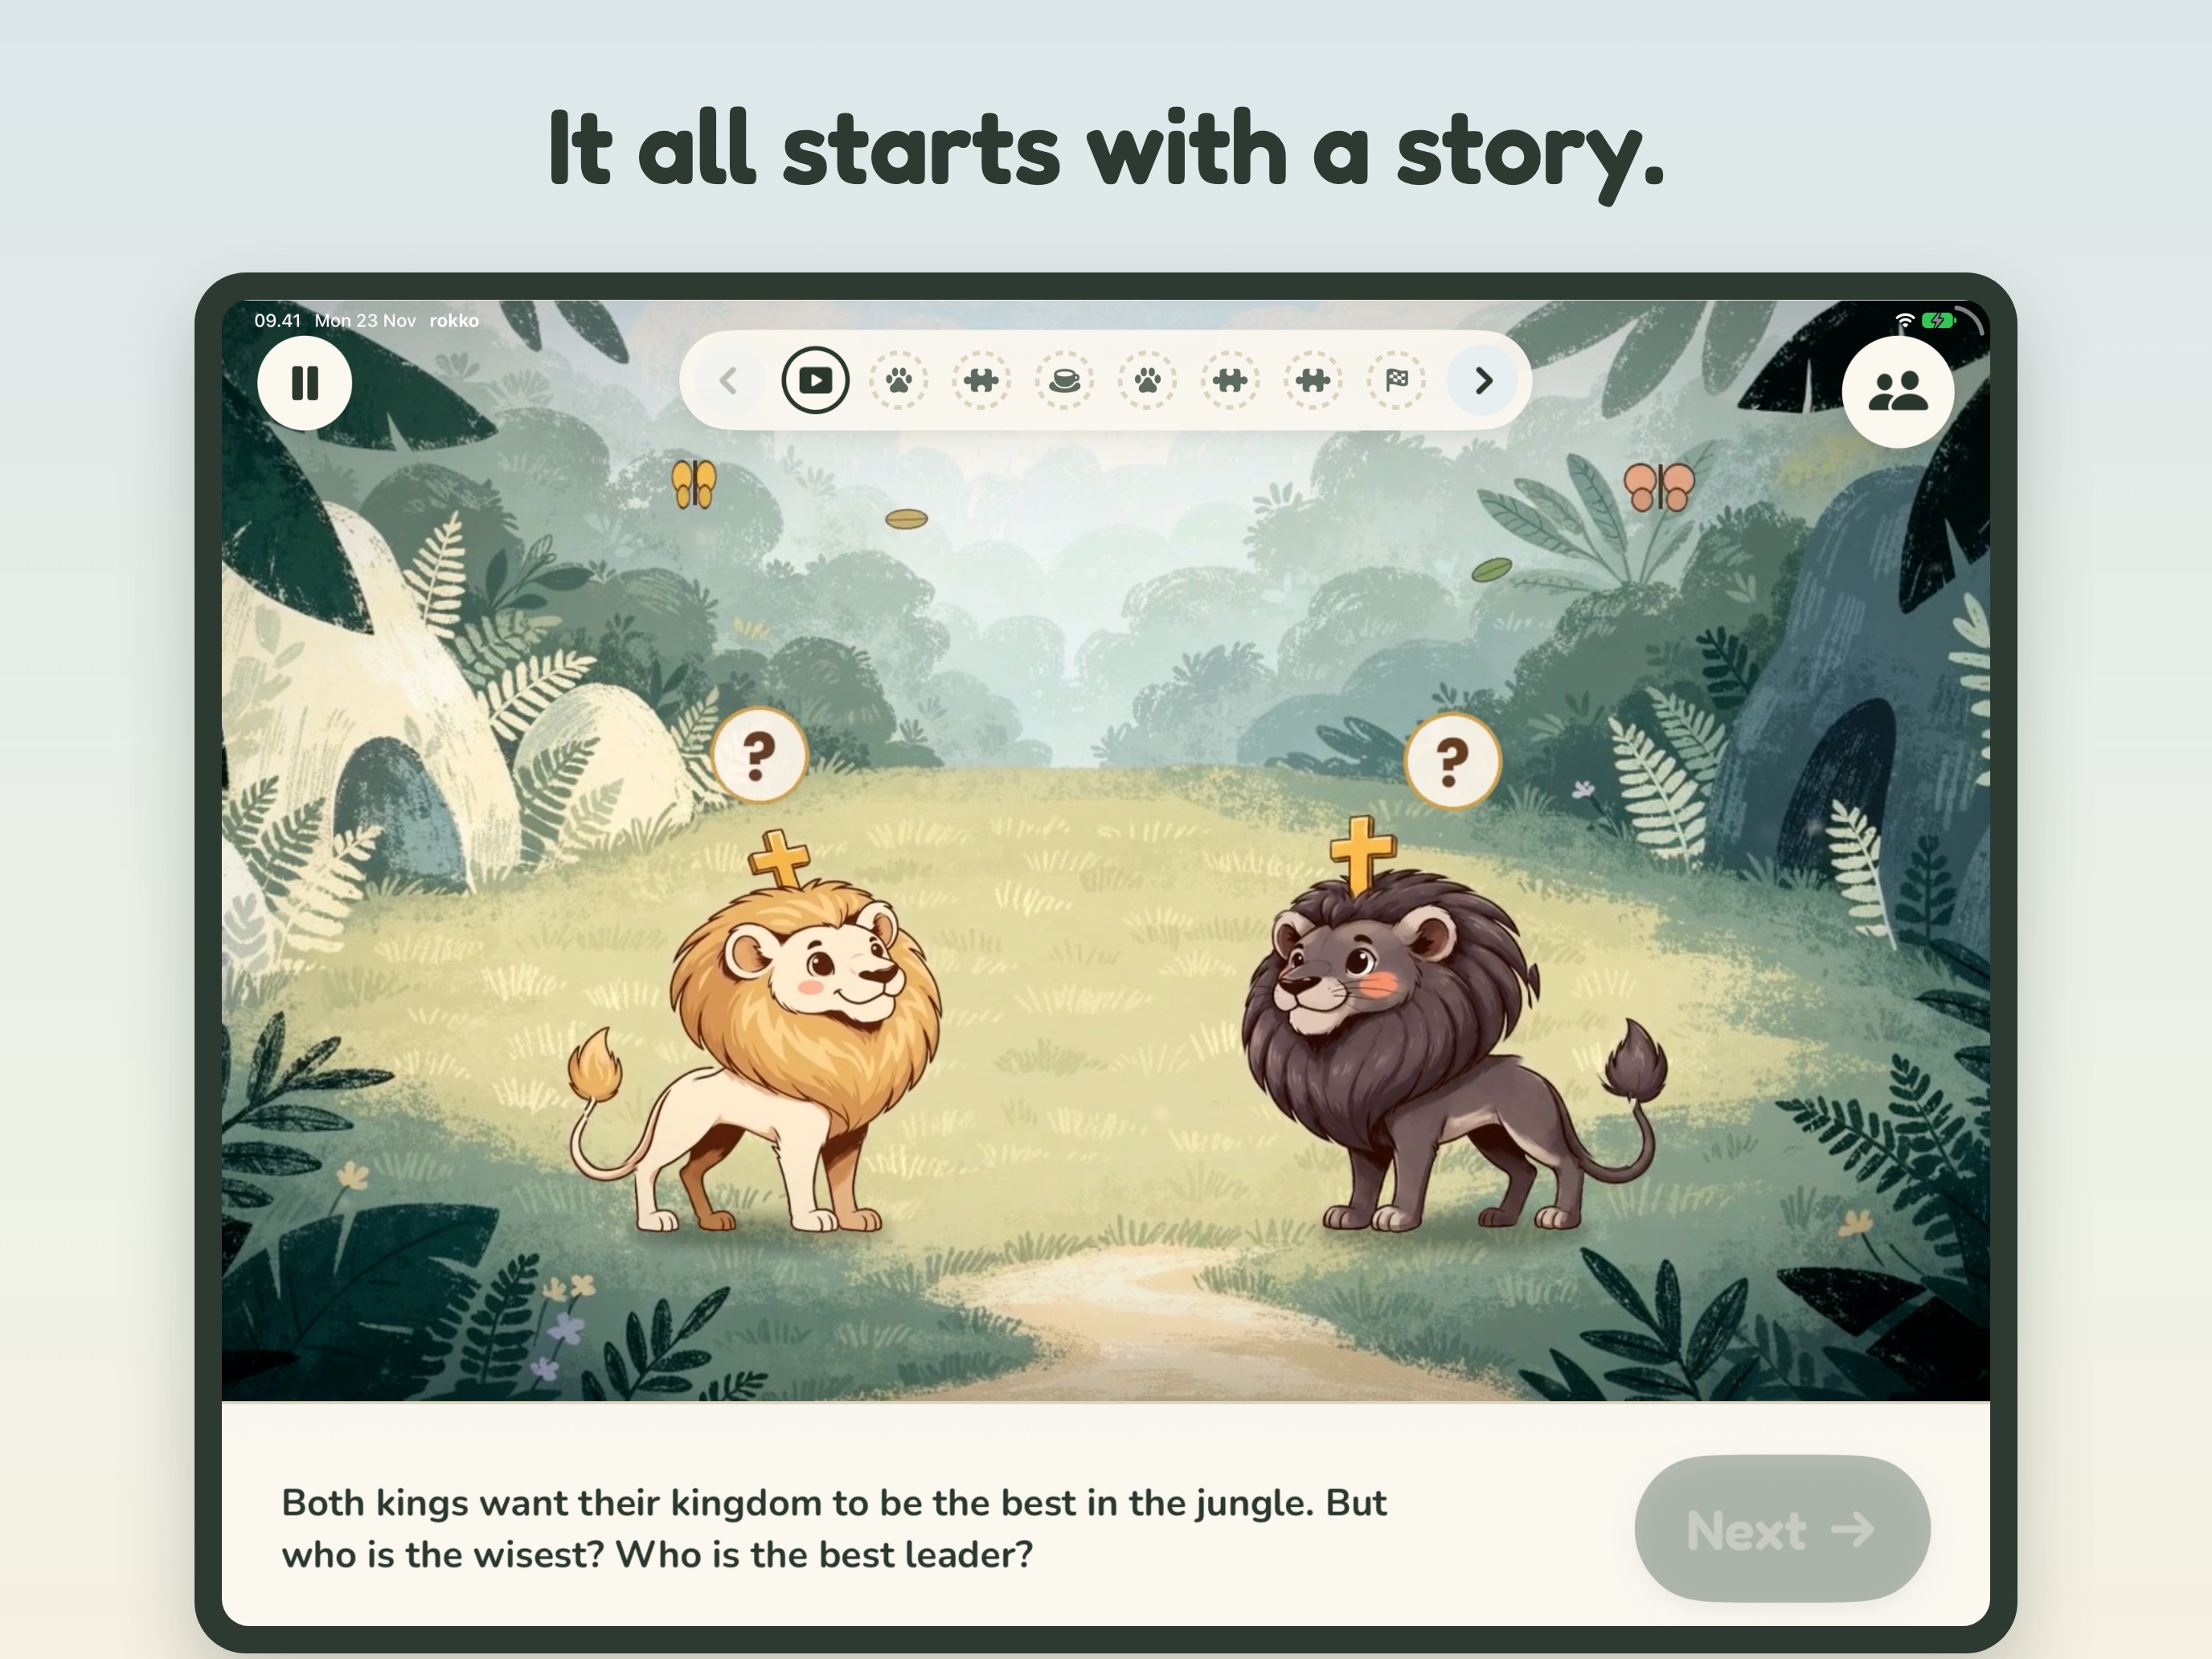 It all starts with a story.
09.41 Mon 23 Nov rokko
?
?
Both kings want their kingdom to be the best in the jungle. But
who is the wisest? Who is the best leader?
Next →